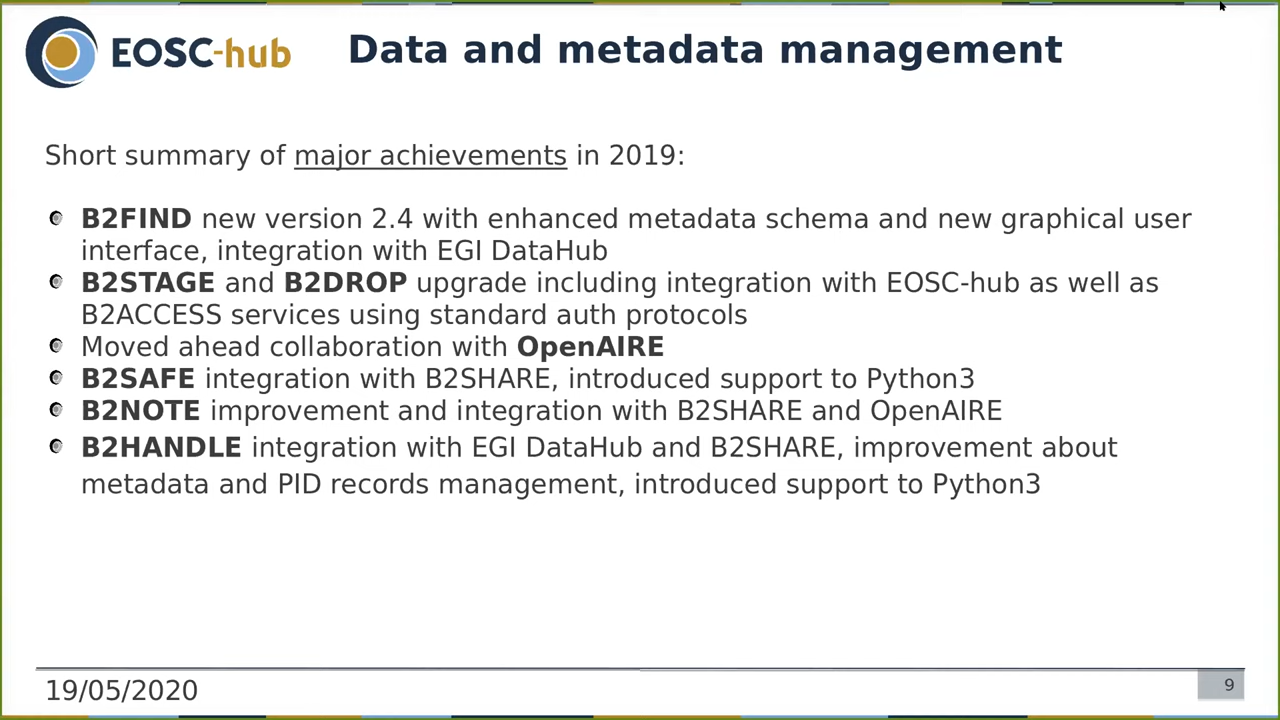 EOSC-hub
Data and metadata management
Short summary of major achievements in 2019:
B2FIND new version 2.4 with enhanced metadata schema and new graphical user
interface, integration with EGI DataHub
B2STAGE and B2DROP upgrade including integration with EOSC-hub as well as
B2ACCESS services using standard auth protocols
Moved ahead collaboration with OpenAIRE
B2SAFE integration with B2SHARE, introduced support to Python3
B2NOTE improvement and integration with B2SHARE and OpenAIRE
B2HANDLE integration with EGI DataHub and B2SHARE, improvement about
metadata and PID records management, introduced support to Python3
19/05/2020
9